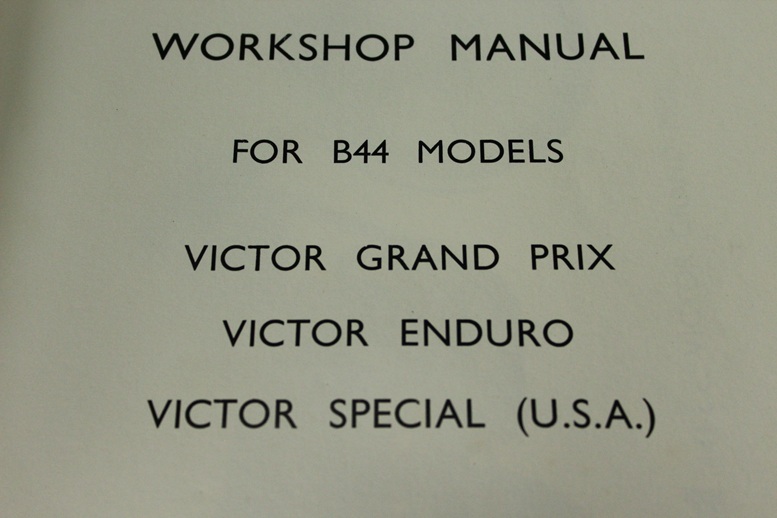 WORKSHOP MANUAL
FOR B44 MODELS
VICTOR GRAND PRIX
VICTOR ENDURO
VICTOR SPECIAL (U.S.A.)